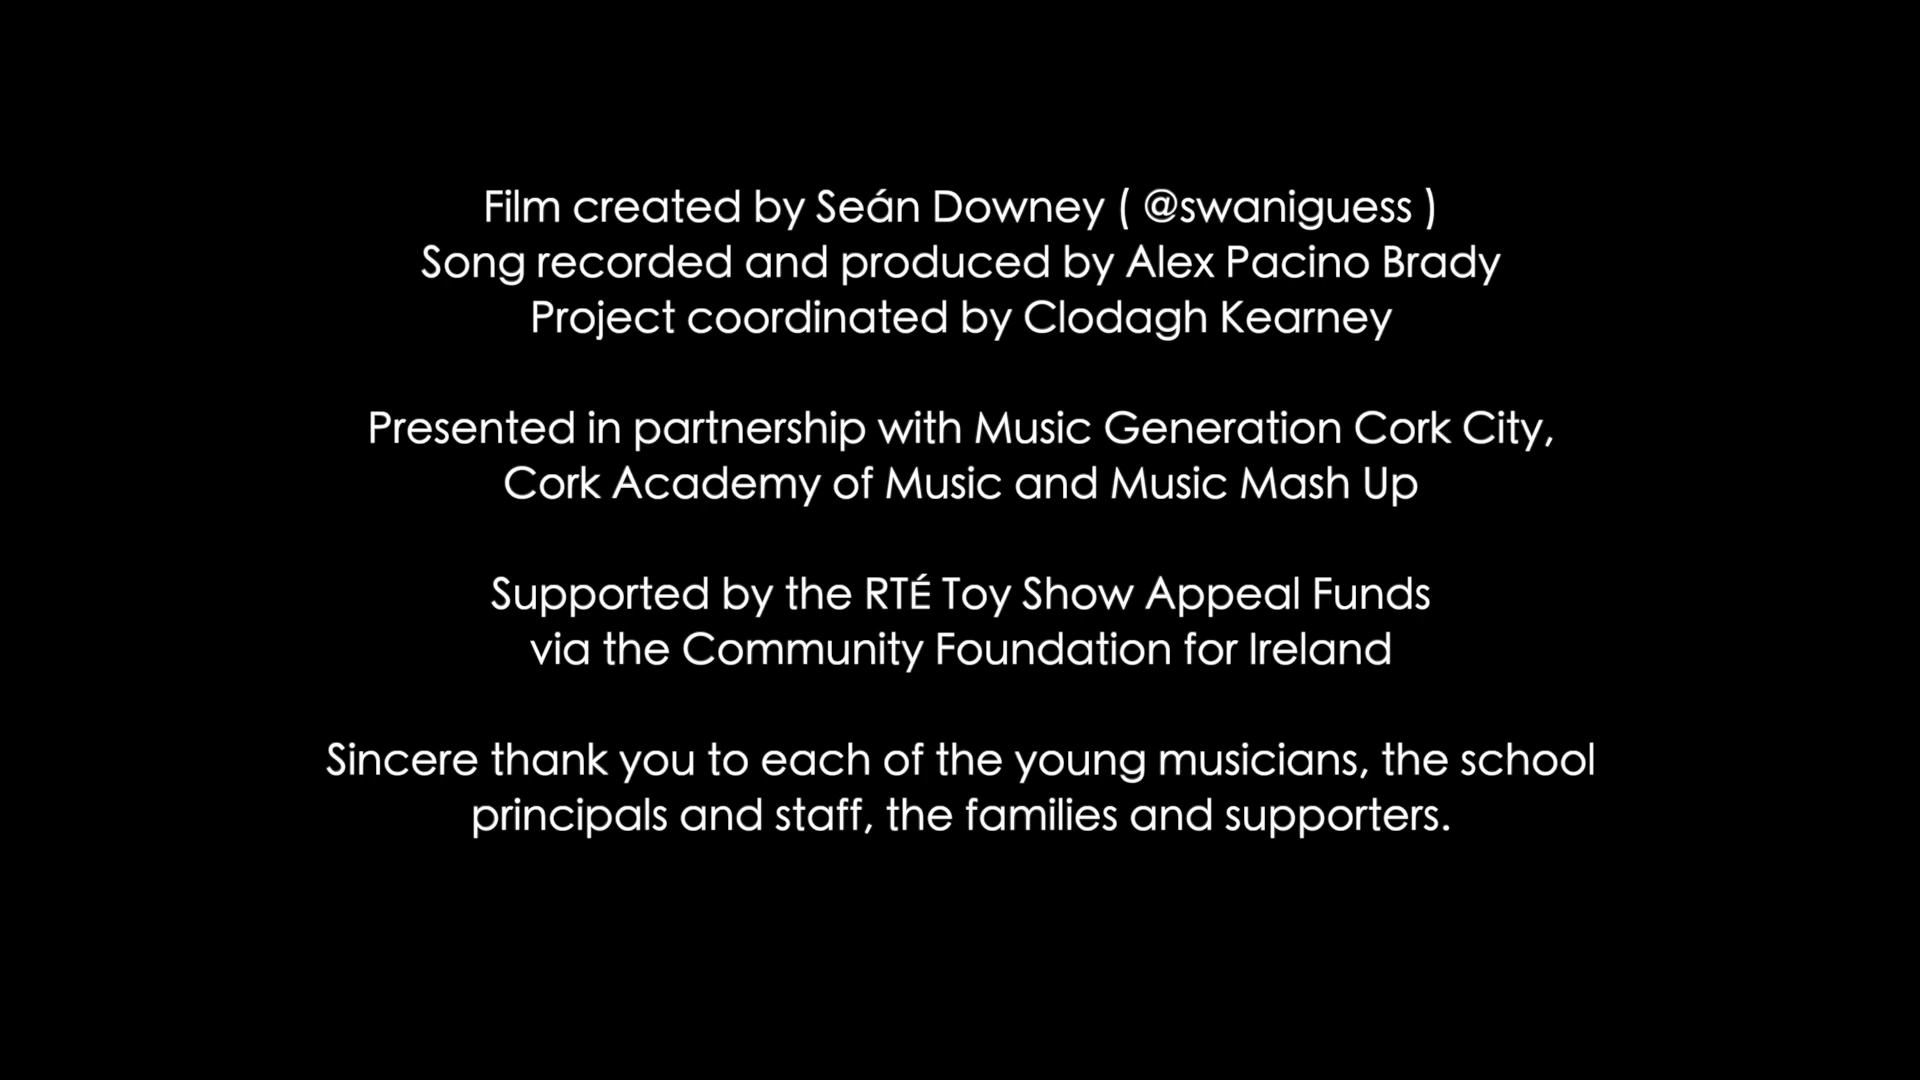 Film created by Seán Downey ( @swaniguess )
Song recorded and produced by Alex Pacino Brady
Project coordinated by Clodagh Kearney
Presented in partnership with Music Generation Cork City,
Cork Academy of Music and Music Mash Up
Supported by the RTÉ Toy Show Appeal Funds
via the Community Foundation for Ireland
Sincere thank you to each of the young musicians, the school
principals and staff, the families and supporters.